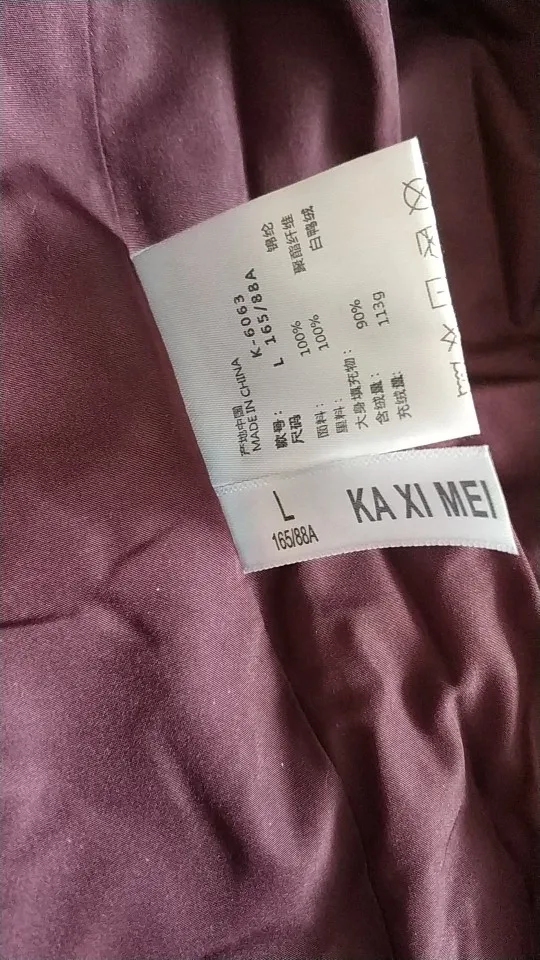 产地中国
MADE IN CHINA
款号: K-6063
尺码 L 165/88A
面料: 100% 锦纶
里料: 100% 聚酯纤维
大身填充物: 白鸭绒
含绒量: 90%
充绒量: 113g
L
165/88A
KA XI MEI